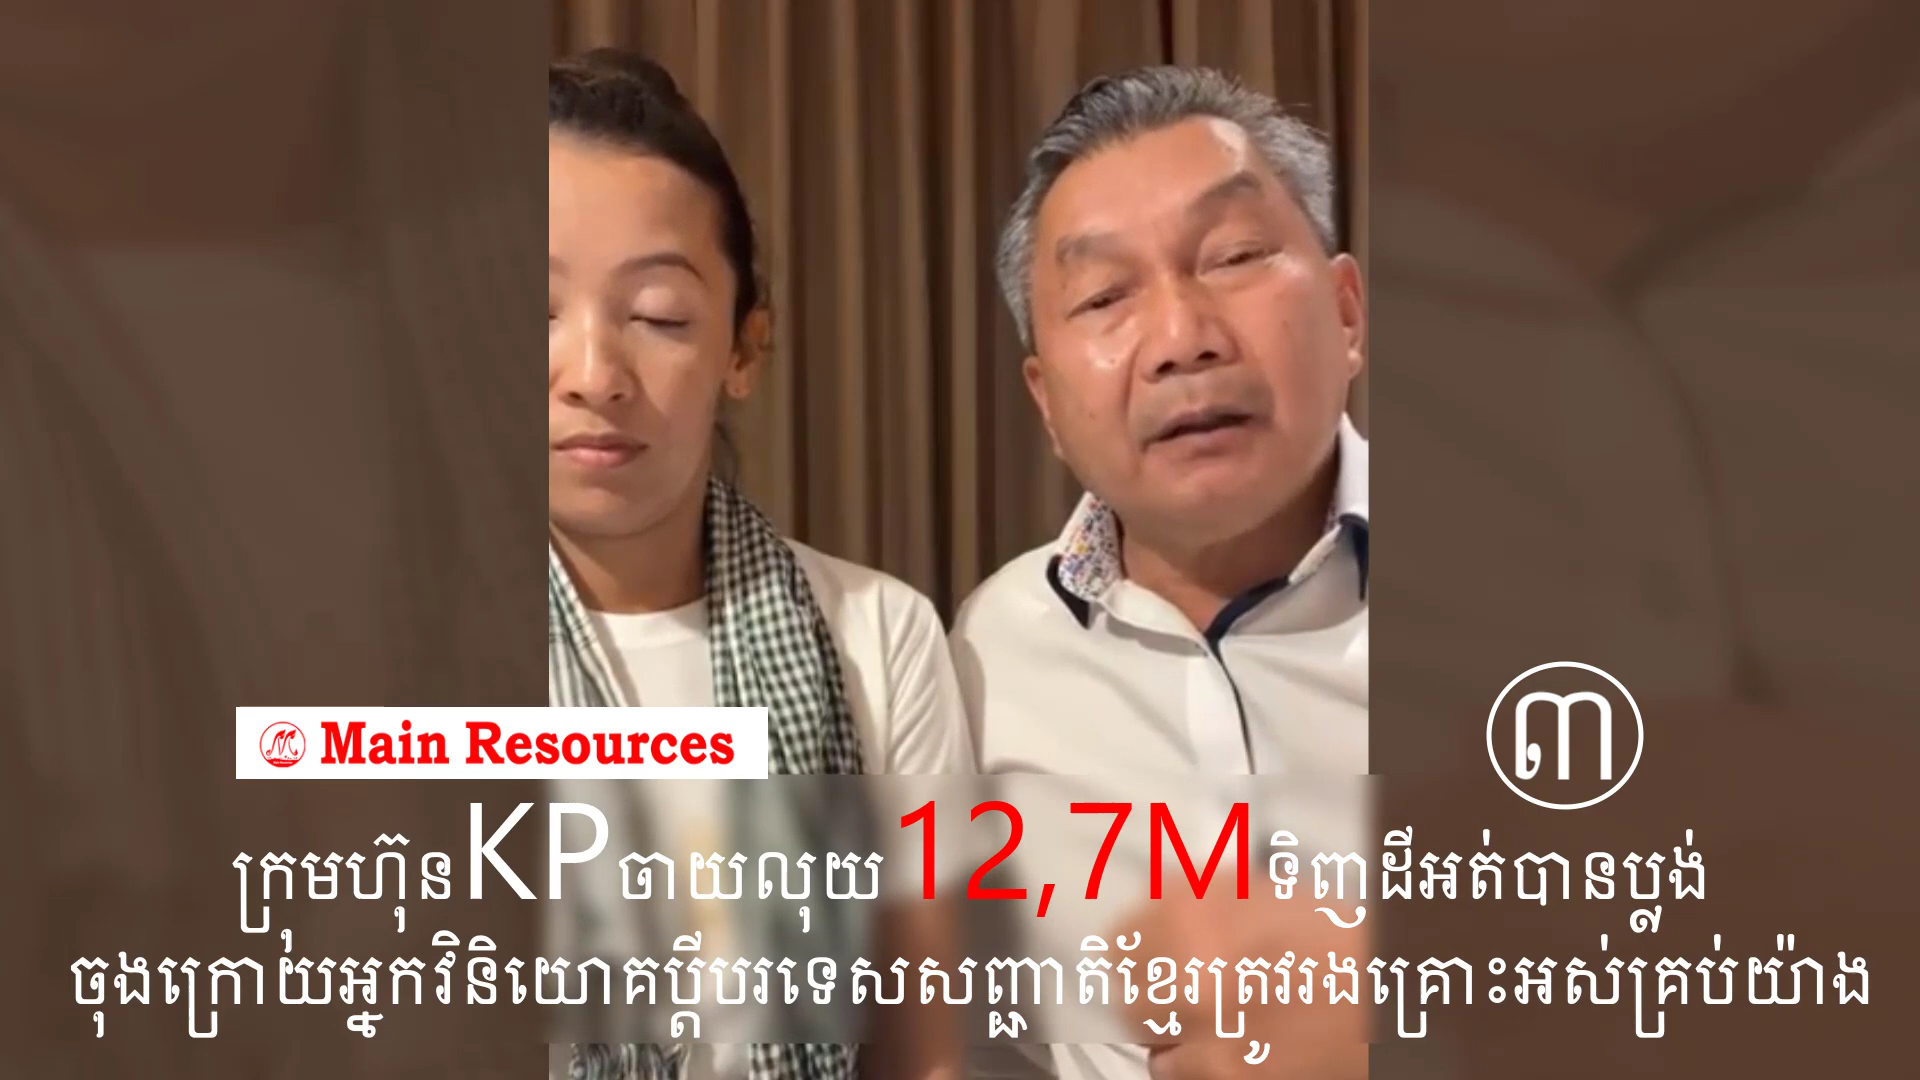 Main Resources
៣
ក្រុមហ៊ុនKPចាយលុយ12,7Mទិញដីអត់បានប្លង់
ចុងក្រោយអ្នកវិនិយោគប្តីបរទេសសញ្ជាតិខ្មែរត្រូវរងគ្រោះអស់គ្រប់យ៉ាង